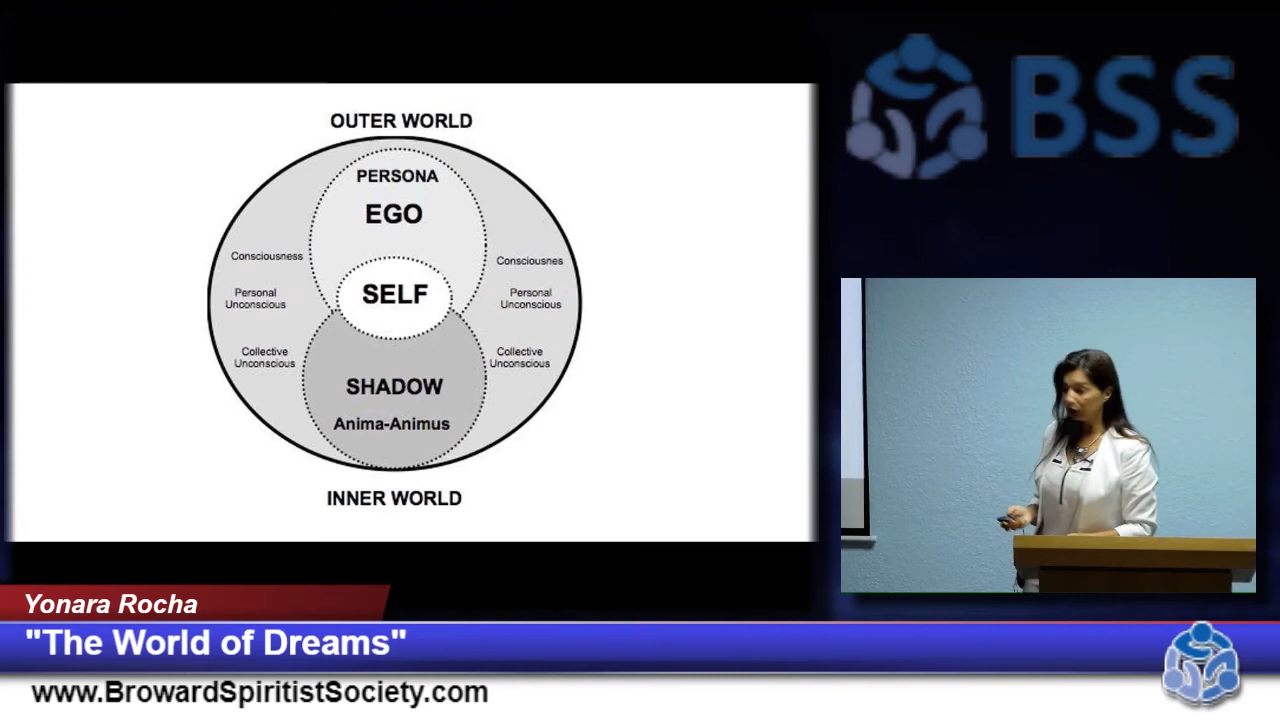 OUTER WORLD
PERSONA
EGO
Consciousness
Consciousnes
SELF
Personal
Unconscious
Personal
Unconscious
Collective
Unconscious
Collective
Unconscious
SHADOW
Anima-Animus
INNER WORLD
BSS
Yonara Rocha
"The World of Dreams"
www.BrowardSpiritistSociety.com